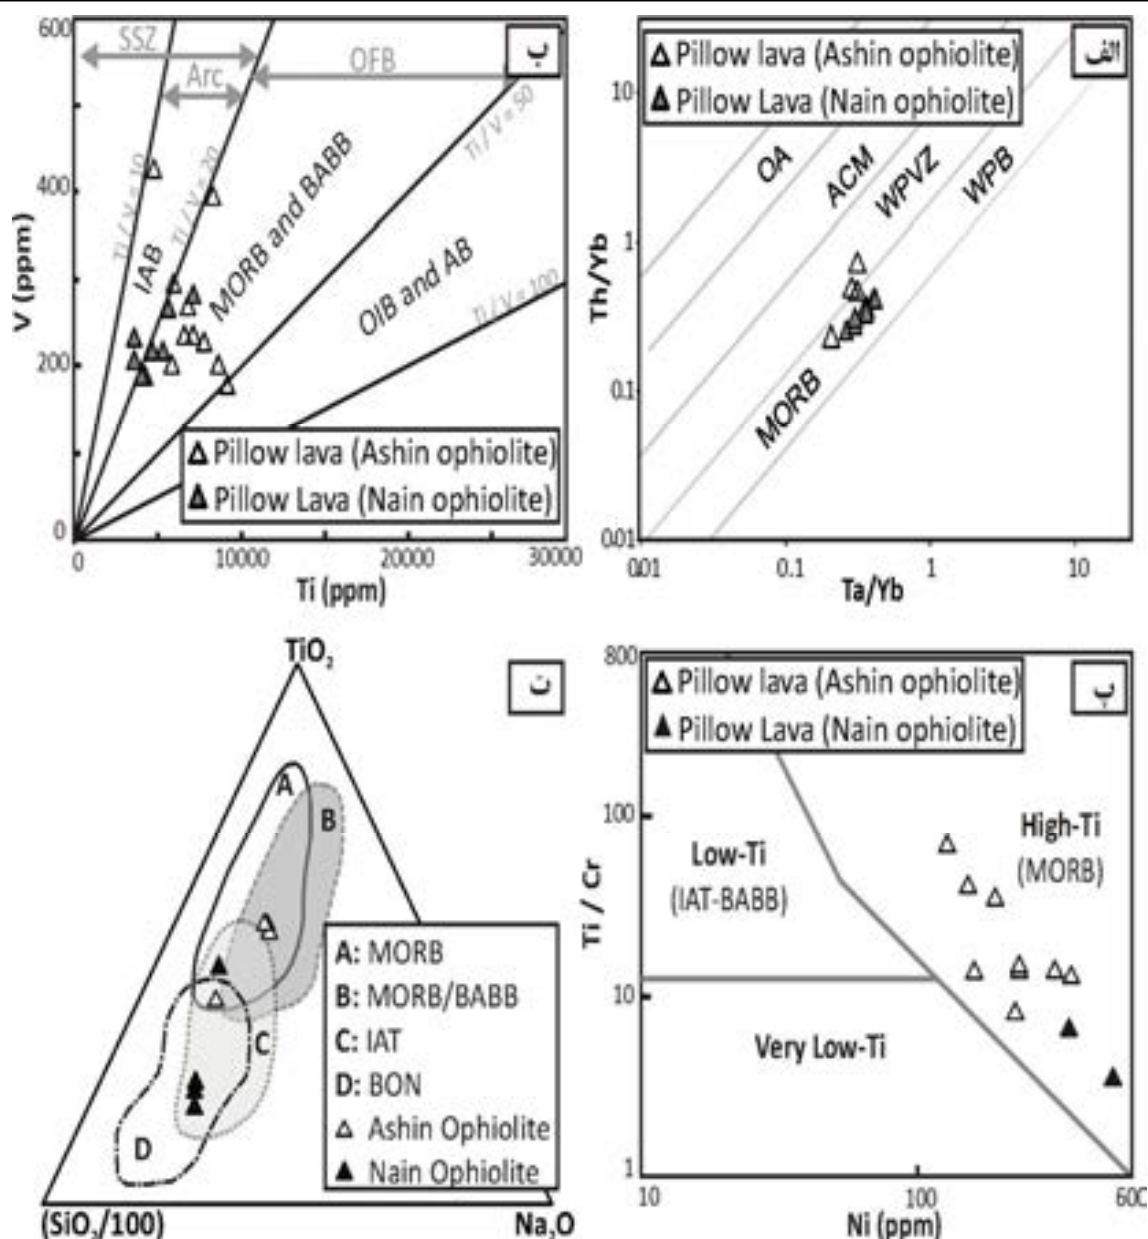 600
SSZ
OFB
ب
Arc
Ti / V = 10
Ti / V = 20
Ti / V = 50
400
IAB
MORB and BABB
OIB and AB
Ti / V = 100
V (ppm)
200
Pillow lava (Ashin ophiolite)
Pillow Lava (Nain ophiolite)
0
0 10000 20000 30000
Ti (ppm)
Pillow lava (Ashin ophiolite)
Pillow Lava (Nain ophiolite)
الف
10
OA
ACM
WPVZ
WPB
1
Th/Yb
0.1
MORB
0.01
0.01 0.1 1 10
Ta/Yb
TiO₂
ت
A
B
C
D
A: MORB
B: MORB/BABB
C: IAT
D: BON
Ashin Ophiolite
Nain Ophiolite
(SiO₂/100)
Na₂O
800
Pillow lava (Ashin ophiolite)
Pillow Lava (Nain ophiolite)
پ
100
Low-Ti
(IAT-BABB)
High-Ti
(MORB)
Ti / Cr
10
Very Low-Ti
1
10 100 600
Ni (ppm)